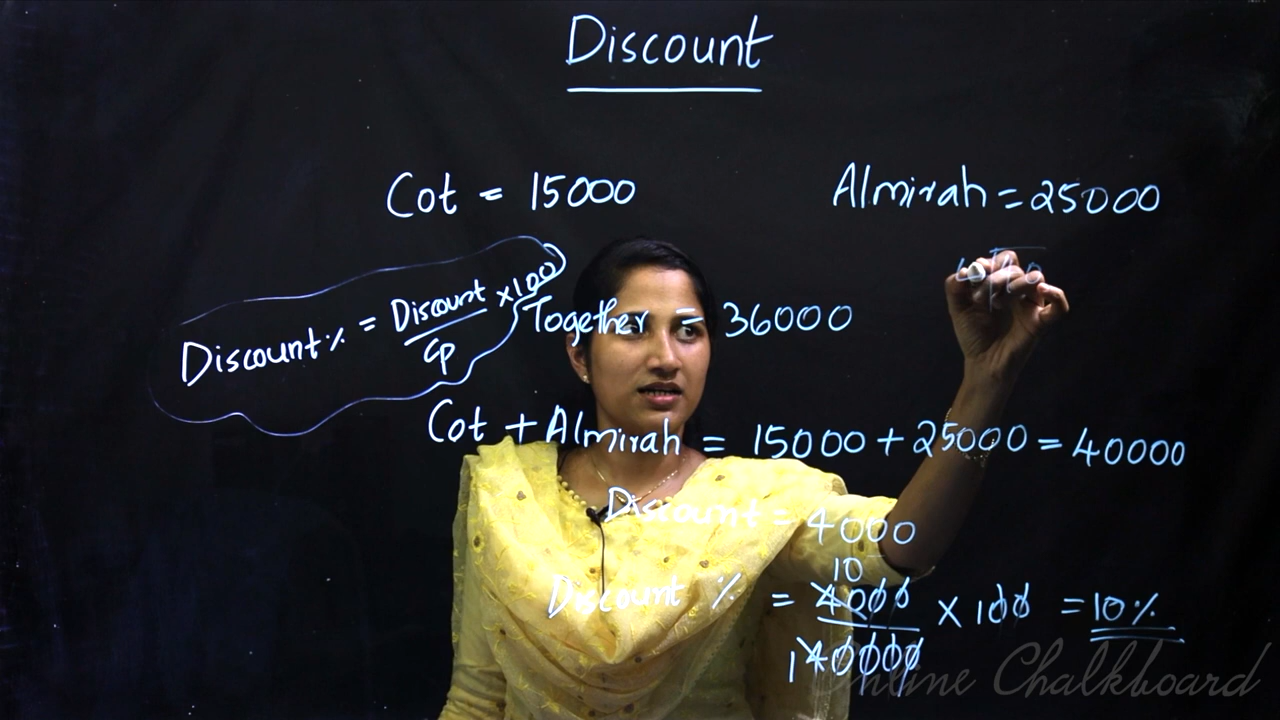 Discount
Cot = 15000
Almirah = 25000
Discount % = Discount/CP × 100
Together = 36000
Cot + Almirah = 15000 + 25000 = 40000
Discount = 4000
10
Discount % = 4000/40000 × 100 = 10%
1
Online Chalkboard